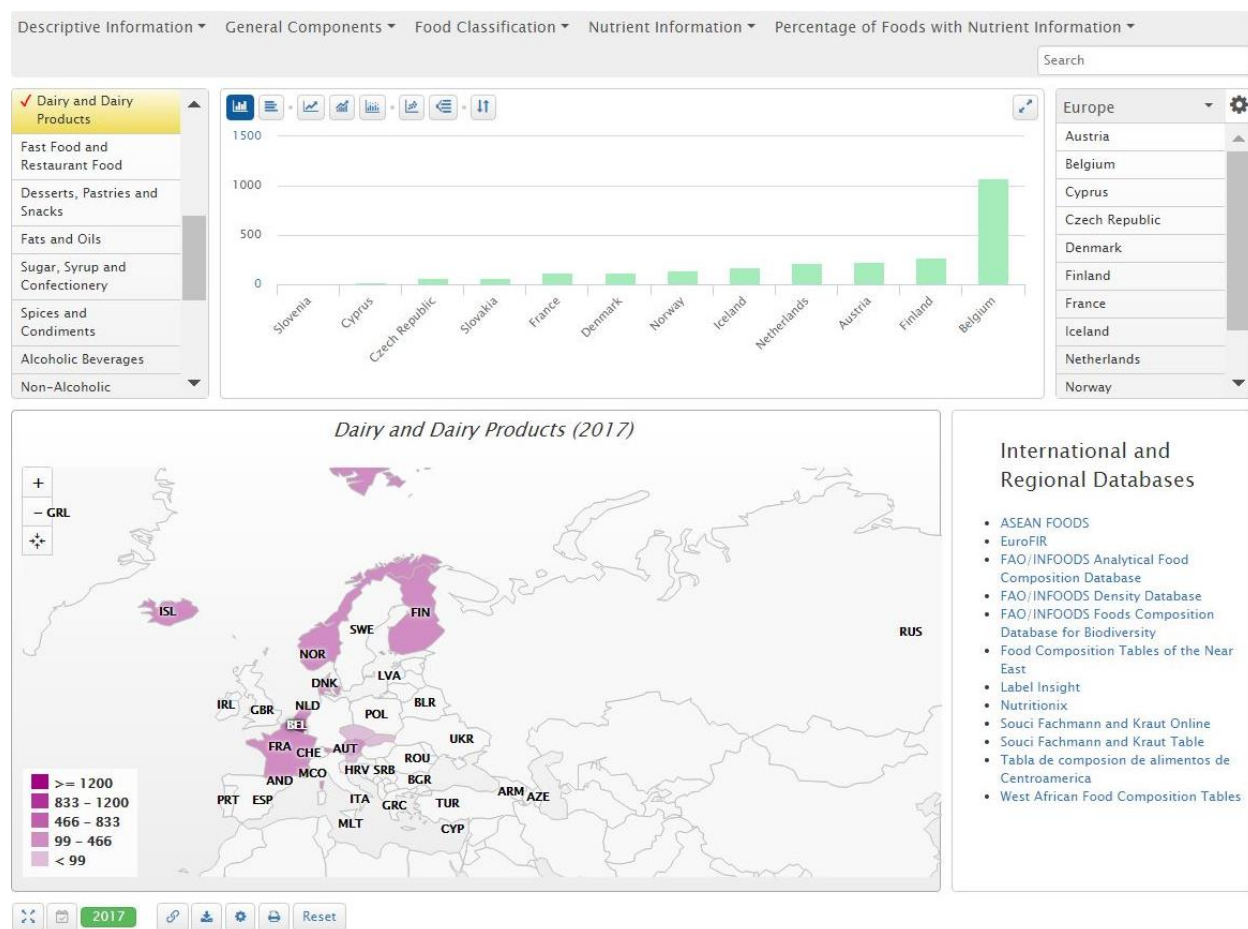 Descriptive Information General Components Food Classification Nutrient Information Percentage of Foods with Nutrient Information
Search
Dairy and Dairy
Products
Fast Food and
Restaurant Food
Desserts, Pastries and
Snacks
Fats and Oils
Sugar, Syrup and
Confectionery
Spices and
Condiments
Alcoholic Beverages
Non-Alcoholic
1500
1000
500
0
Slovenia
Cyprus
Czech Republic
Slovakia
France
Denmark
Norway
Iceland
Netherlands
Austria
Finland
Belgium
Europe
Austria
Belgium
Cyprus
Czech Republic
Denmark
Finland
France
Iceland
Netherlands
Norway
Dairy and Dairy Products (2017)
+
−
GRL
ISL
FIN
SWE
RUS
NOR
LVA
DNK
IRL
GBR
NLD
POL
BLR
BEL
UKR
FRA
CHE
AUT
ROU
AND
MCO
HRV
SRB
BGR
PRT
ESP
ITA
GRC
TUR
ARM
AZE
MLT
CYP
>= 1200
833 – 1200
466 – 833
99 – 466
< 99
International and
Regional Databases
• ASEAN FOODS
• EuroFIR
• FAO/INFOODS Analytical Food
Composition Database
• FAO/INFOODS Density Database
• FAO/INFOODS Foods Composition
Database for Biodiversity
• Food Composition Tables of the Near
East
• Label Insight
• Nutritionix
• Souci Fachmann and Kraut Online
• Souci Fachmann and Kraut Table
• Tabla de composion de alimentos de
Centroamerica
• West African Food Composition Tables
2017
Reset